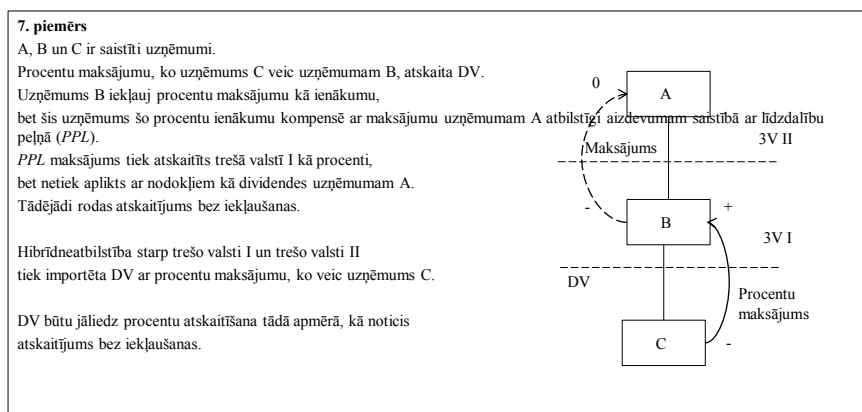 7. piemērs
A, B un C ir saistīti uzņēmumi.
Procentu maksājumu, ko uzņēmums C veic uzņēmumam B, atskaita DV.
Uzņēmums B iekļauj procentu maksājumu kā ienākumu,
bet šis uzņēmums šo procentu ienākumu kompensē ar maksājumu uzņēmumam A atbilstīgi aizdevumam saistībā ar līdzdalību
peļņā (PPL).
PPL maksājums tiek atskaitīts trešā valstī I kā procenti,
bet netiek aplikts ar nodokļiem kā dividendes uzņēmumam A.
Tādējādi rodas atskaitījums bez iekļaušanas.
Hibrīdneatbilstība starp trešo valsti I un trešo valsti II
tiek importēta DV ar procentu maksājumu, ko veic uzņēmums C.
DV būtu jāliedz procentu atskaitīšana tādā apmērā, kā noticis
atskaitījums bez iekļaušanas.
0
A
3V II
Maksājums
-
B
+
3V I
DV
Procentu
maksājums
C
-